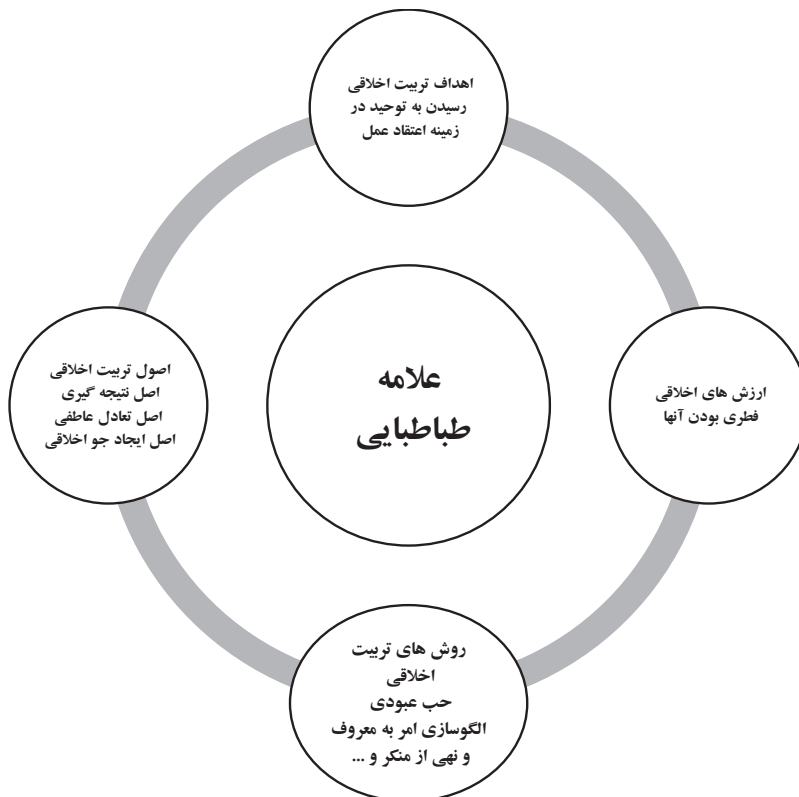 اهداف تربیت اخلاقی
رسیدن به توحید در
زمینه اعتقاد عمل
ارزش های اخلاقی
فطری بودن آنها
علامه
طباطبایی
اصول تربیت اخلاقی
اصل نتیجه گیری
اصل تعادل عاطفی
اصل ایجاد جو اخلاقی
روش های تربیت
اخلاقی
حب عبودی
الگوسازی امر به معروف
و نهی از منکر و ...